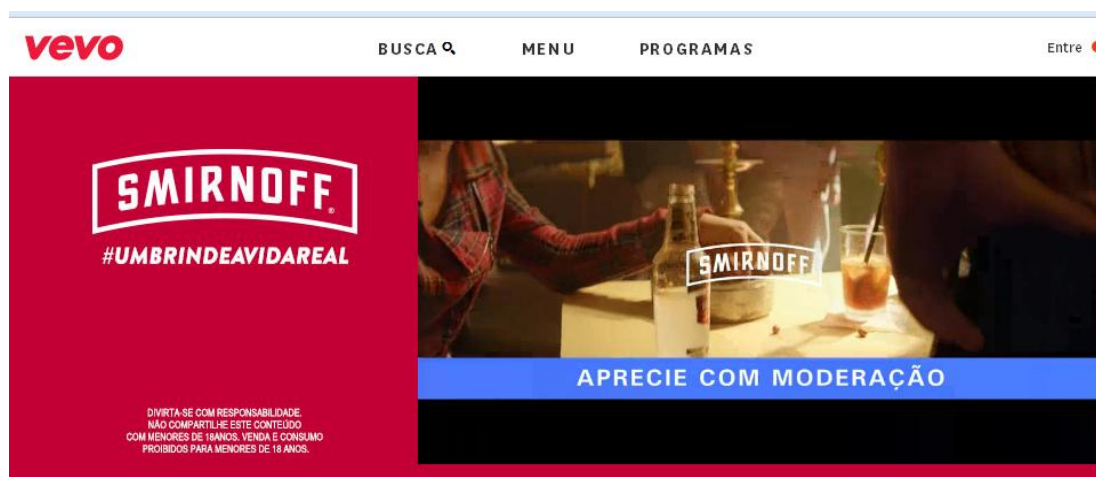 vevo
BUSCA
MENU
PROGRAMAS
Entre
SMIRNOFF®
#UMBRINDEAVIDAREAL
SMIRNOFF
APRECIE COM MODERAÇÃO
DIVIRTA-SE COM RESPONSABILIDADE.
NÃO COMPARTILHE ESTE CONTEÚDO
COM MENORES DE 18ANOS. VENDA E CONSUMO
PROIBIDOS PARA MENORES DE 18 ANOS.